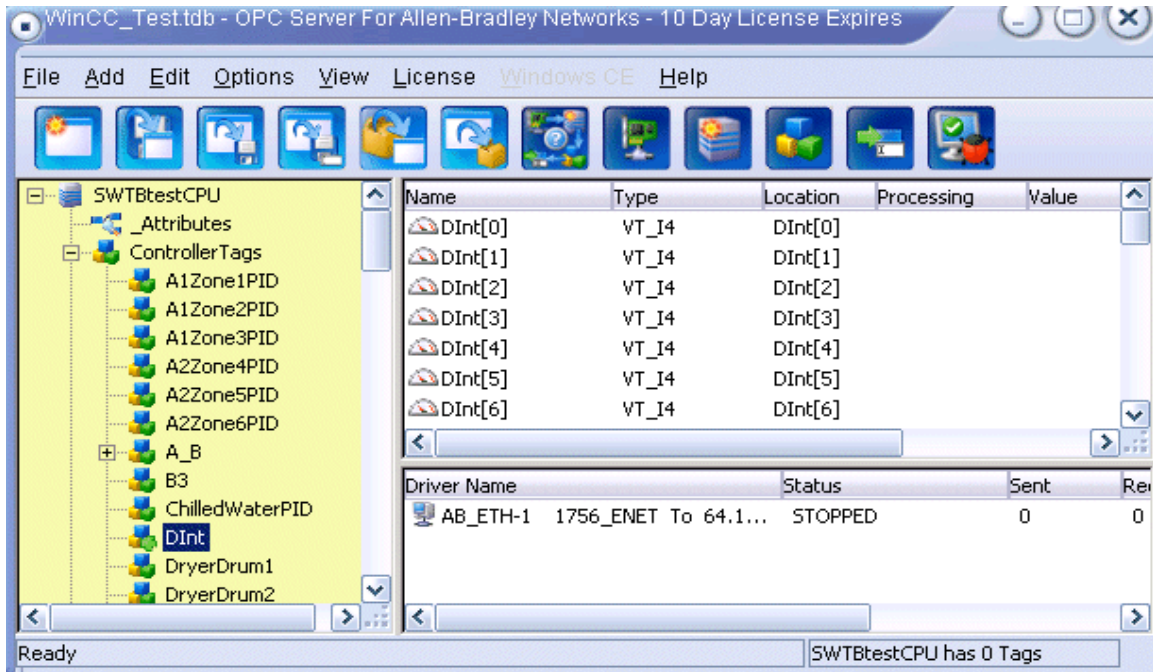 WinCC_Test.tdb - OPC Server For Allen-Bradley Networks - 10 Day License Expires
File Add Edit Options View License Windows CE Help
SWTBtestCPU
_Attributes
ControllerTags
A1Zone1PID
A1Zone2PID
A1Zone3PID
A2Zone4PID
A2Zone5PID
A2Zone6PID
A_B
B3
ChilledWaterPID
DInt
DryerDrum1
DryerDrum2
Name Type Location Processing Value
DInt[0] VT_I4 DInt[0]
DInt[1] VT_I4 DInt[1]
DInt[2] VT_I4 DInt[2]
DInt[3] VT_I4 DInt[3]
DInt[4] VT_I4 DInt[4]
DInt[5] VT_I4 DInt[5]
DInt[6] VT_I4 DInt[6]
Driver Name Status Sent Re
AB_ETH-1 1756_ENET To 64.1... STOPPED 0 0
Ready SWTBtestCPU has 0 Tags